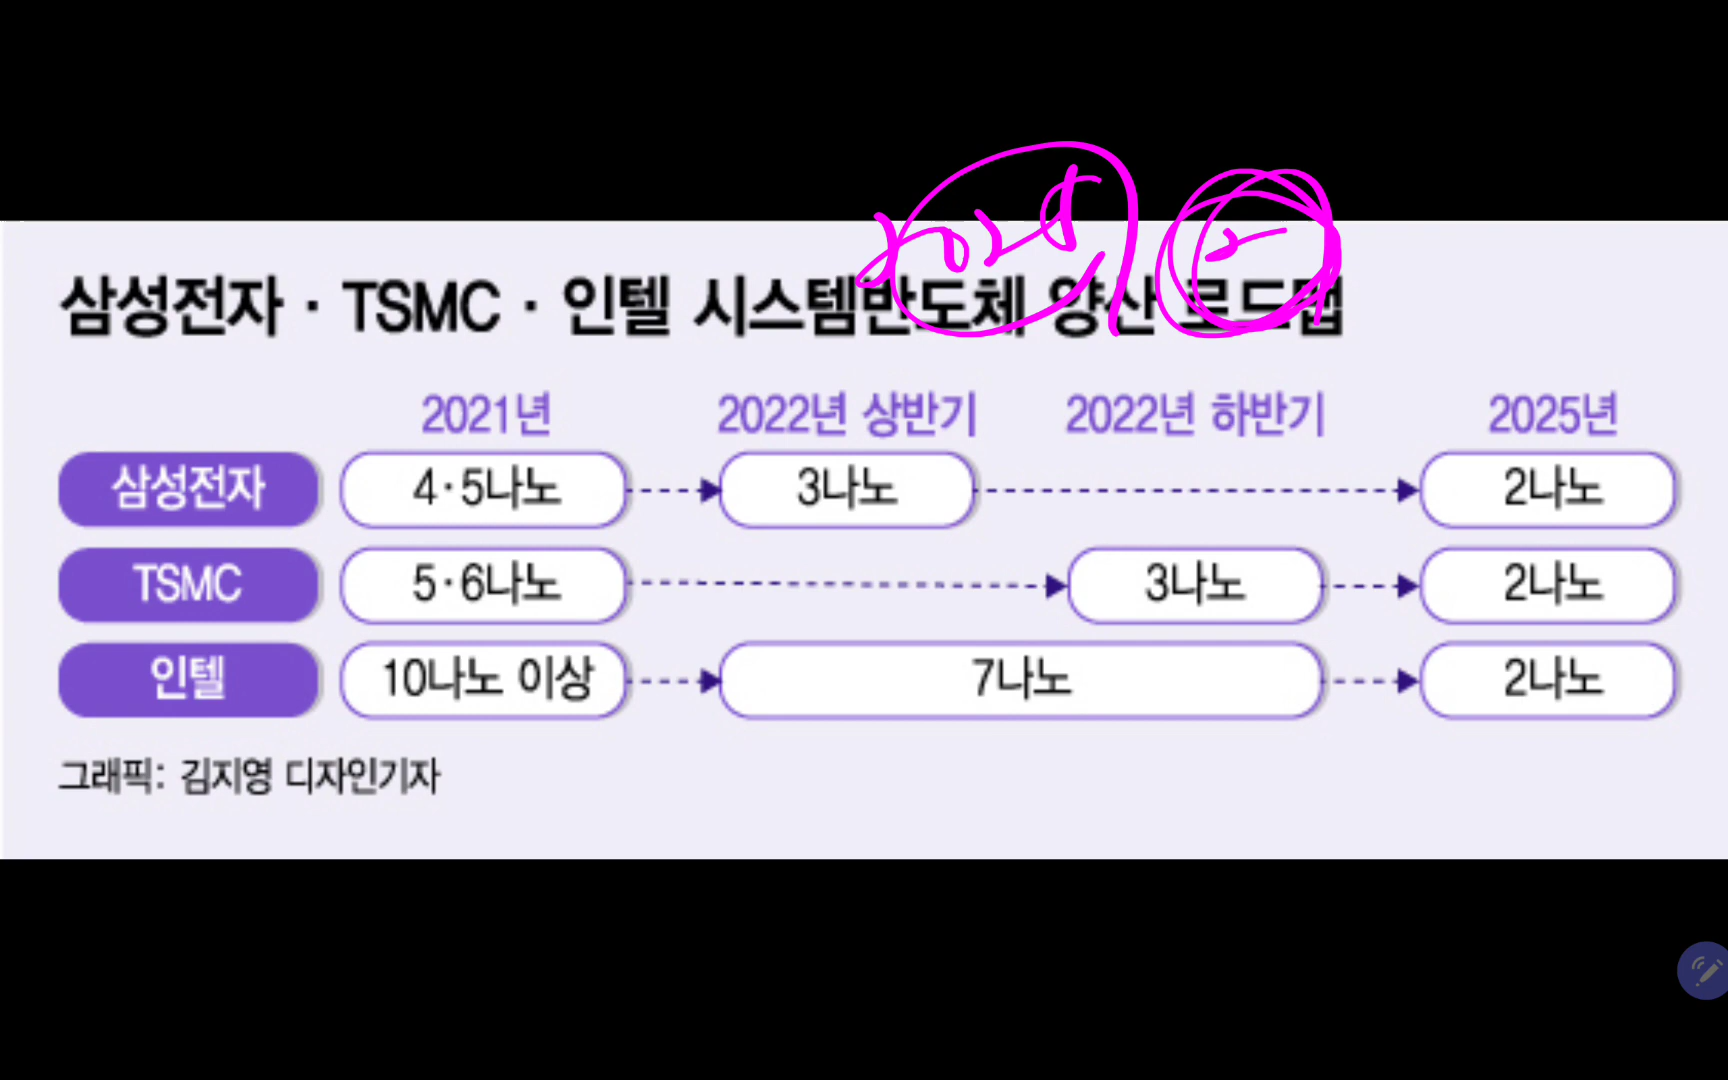 2025, 2
삼성전자 · TSMC · 인텔 시스템반도체 양산 로드맵
2021년 2022년 상반기 2022년 하반기 2025년
삼성전자 4·5나노 3나노 2나노
TSMC 5·6나노 3나노 2나노
인텔 10나노 이상 7나노 2나노
그래픽: 김지영 디자인기자